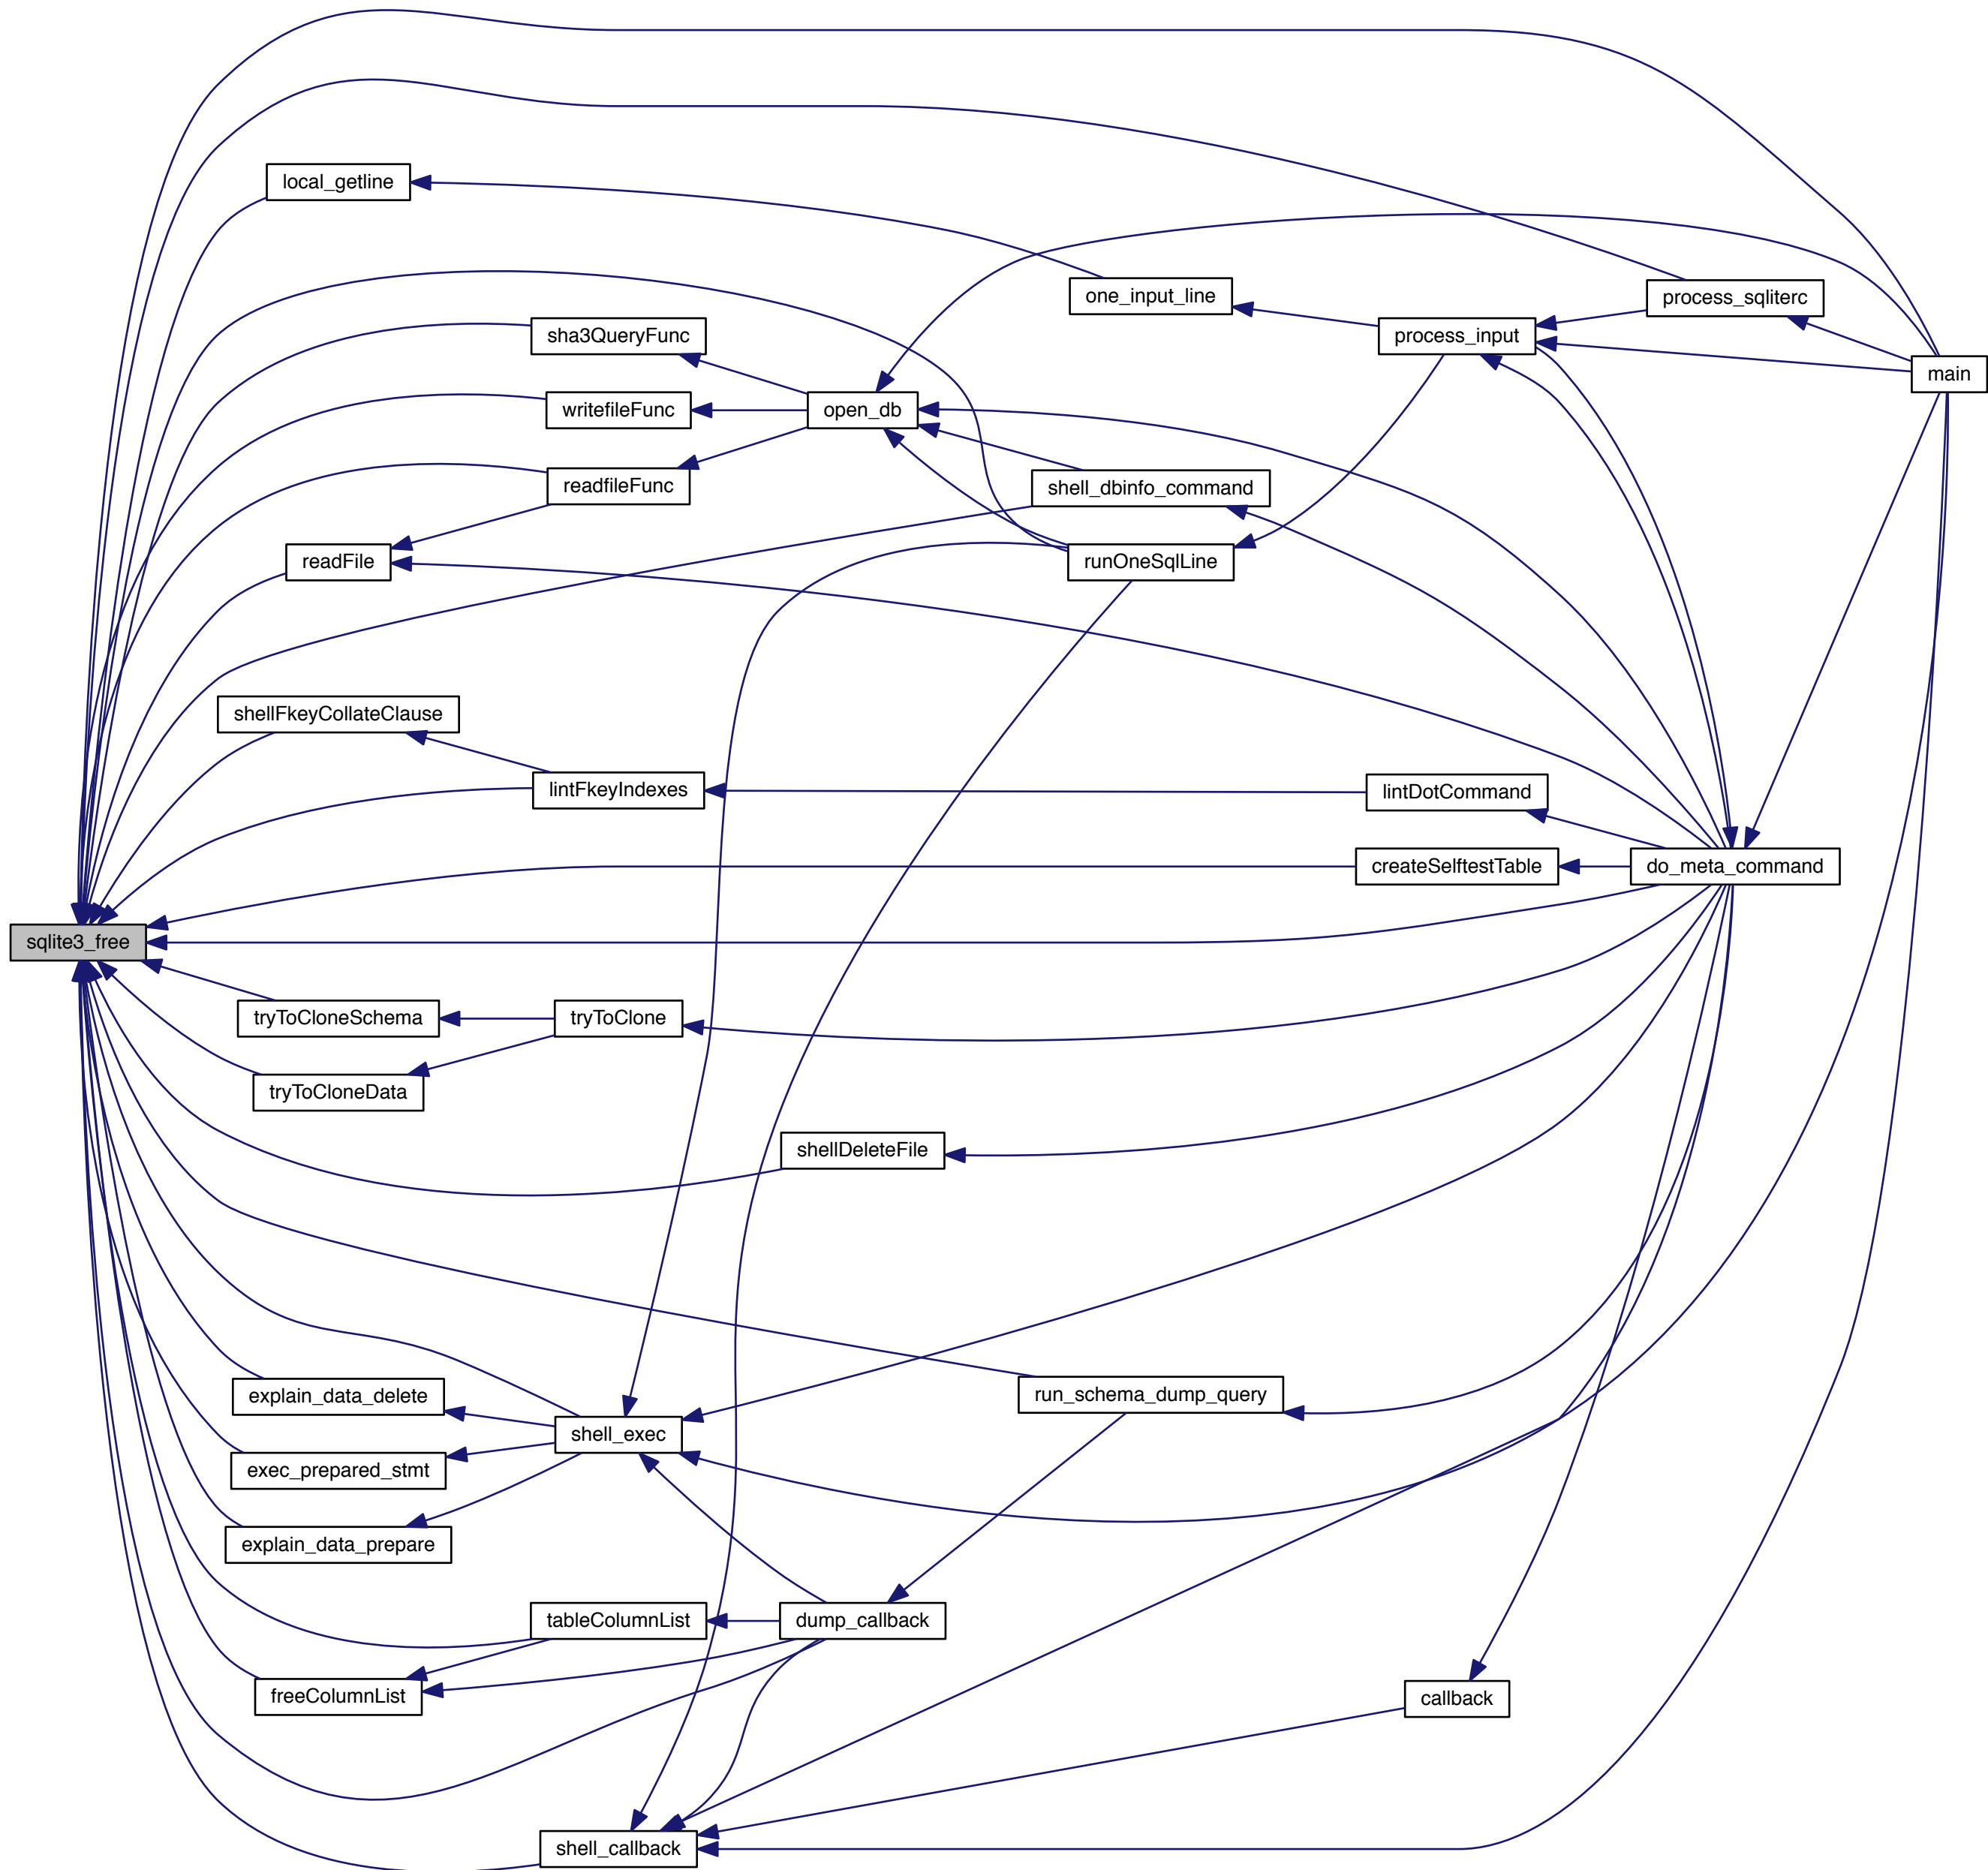 local_getline
one_input_line
process_sqliterc
sha3QueryFunc
process_input
main
writefileFunc
open_db
readfileFunc
shell_dbinfo_command
readFile
runOneSqlLine
shellFkeyCollateClause
lintFkeyIndexes
lintDotCommand
createSelftestTable
do_meta_command
sqlite3_free
tryToCloneSchema
tryToClone
tryToCloneData
shellDeleteFile
explain_data_delete
run_schema_dump_query
shell_exec
exec_prepared_stmt
explain_data_prepare
tableColumnList
dump_callback
freeColumnList
callback
shell_callback